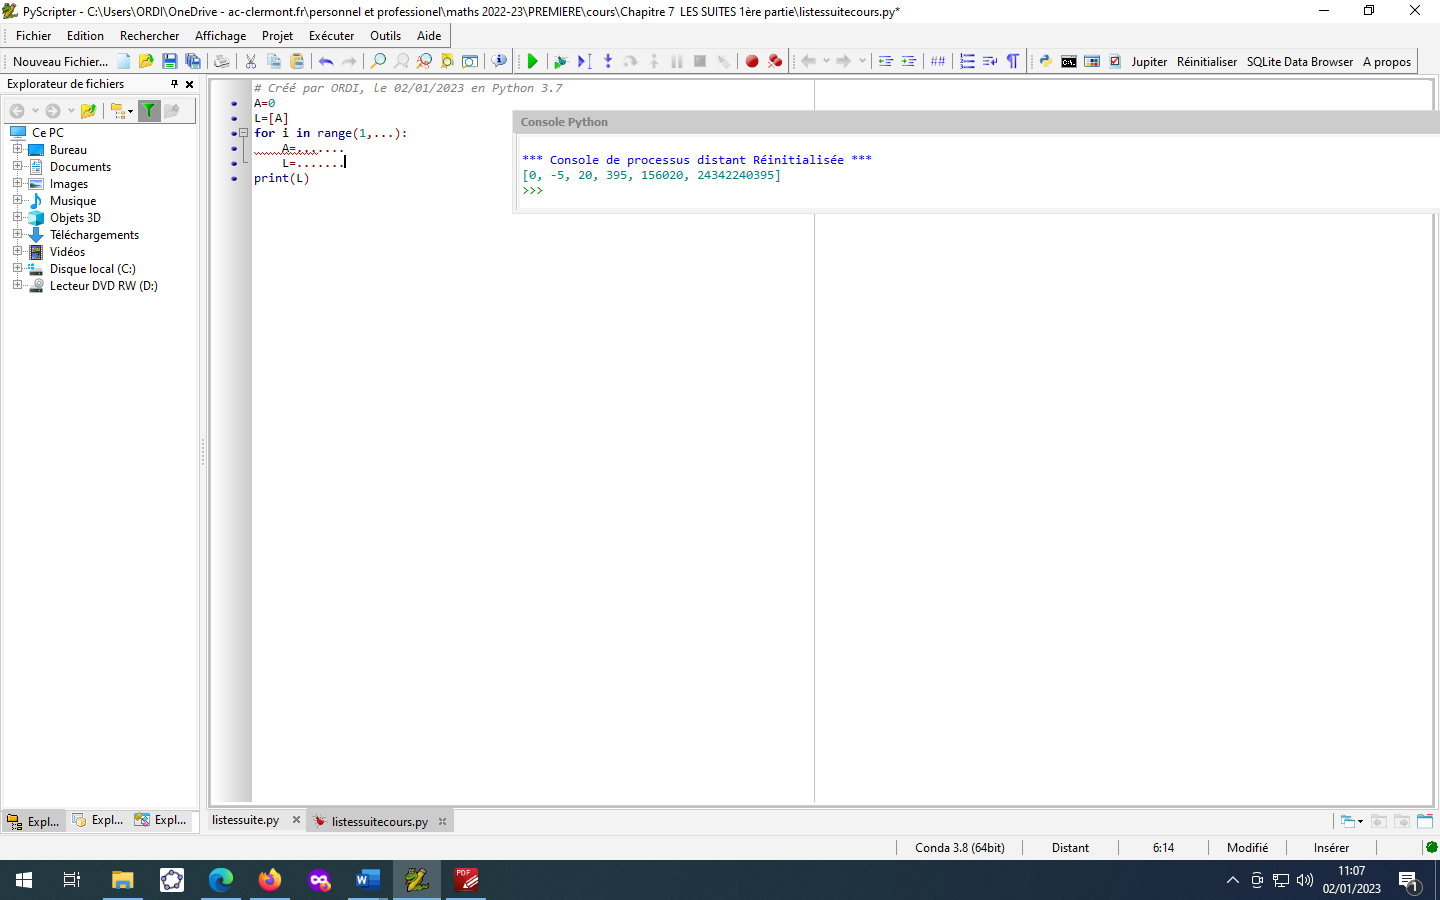 PyScripter - C:\Users\ORDI\OneDrive - ac-clermont.fr\personnel et professionel\maths 2022-23\PREMIERE\cours\Chapitre 7  LES SUITES 1ère partie\listessuitecours.py*
Fichier Edition Rechercher Affichage Projet Exécuter Outils Aide
Nouveau Fichier... ## Jupiter Réinitialiser SQLite Data Browser A propos
Explorateur de fichiers
Ce PC
Bureau
Documents
Images
Musique
Objets 3D
Téléchargements
Vidéos
Disque local (C:)
Lecteur DVD RW (D:)
# Créé par ORDI, le 02/01/2023 en Python 3.7
A=0
L=[A]
for i in range(1,...):
    A=.......
    L=.......
print(L)
Console Python
*** Console de processus distant Réinitialisée ***
[0, -5, 20, 395, 156020, 24342240395]
>>>
Expl... Expl... Expl...
listessuite.py listessuitecours.py
Conda 3.8 (64bit) Distant 6:14 Modifié Insérer
PDF
11:07
02/01/2023
1